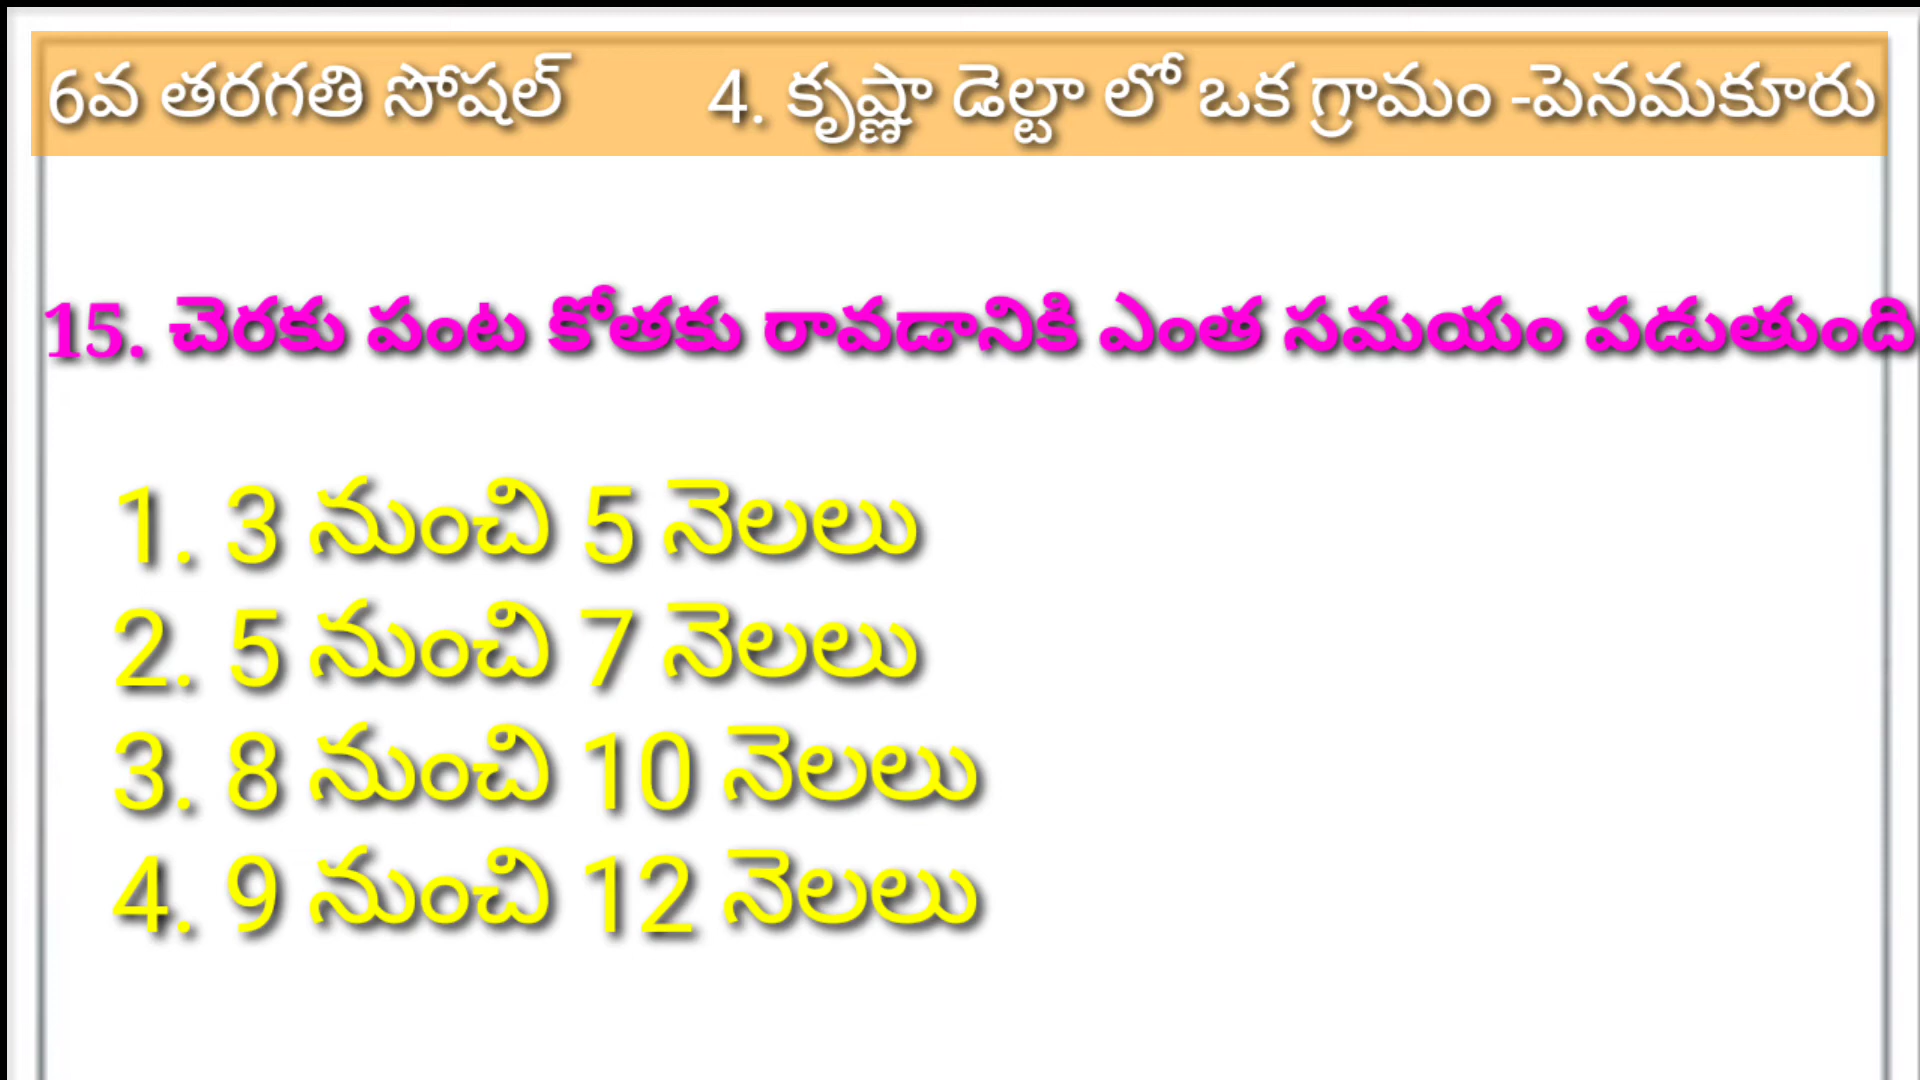 6వ తరగతి సోషల్ 4. కృష్ణా డెల్టా లో ఒక గ్రామం -పెనమకూరు
15. చెరకు పంట కోతకు రావడానికి ఎంత సమయం పడుతుంది
1. 3 నుంచి 5 నెలలు
2. 5 నుంచి 7 నెలలు
3. 8 నుంచి 10 నెలలు
4. 9 నుంచి 12 నెలలు